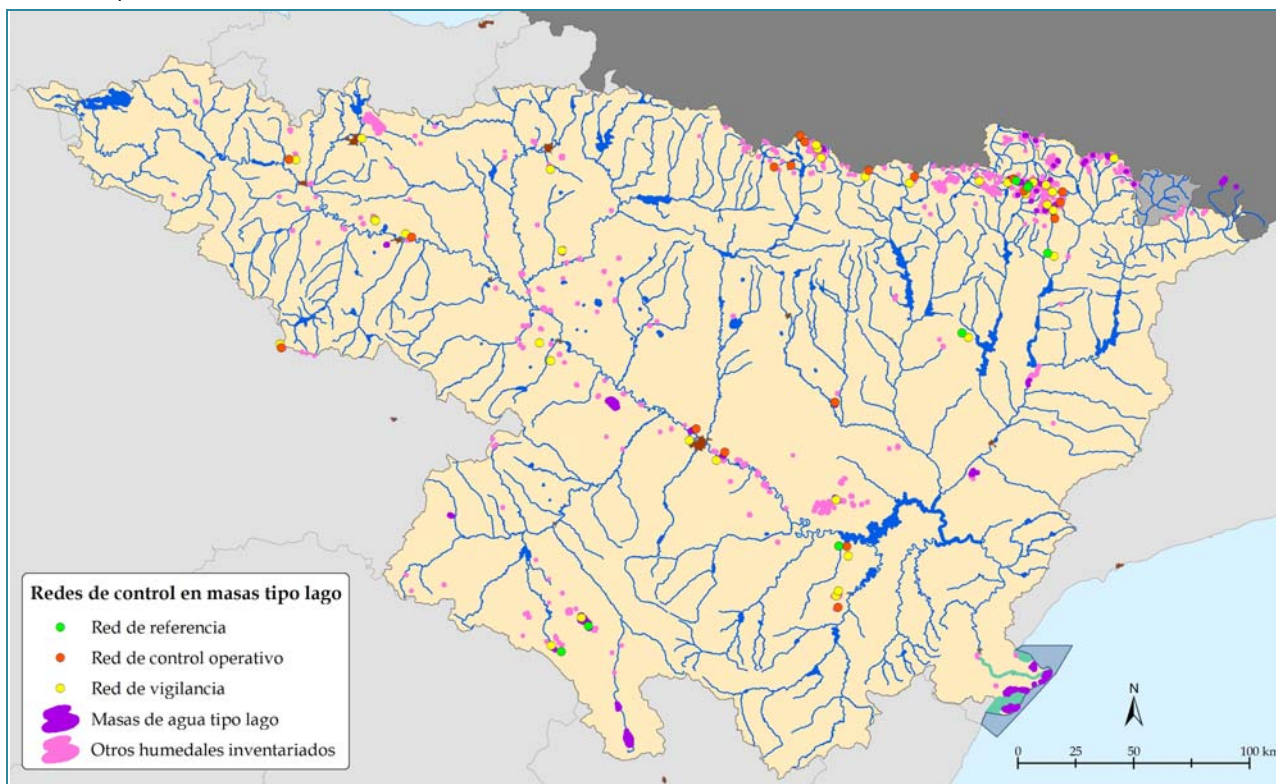 Redes de control en masas tipo lago
Red de referencia
Red de control operativo
Red de vigilancia
Masas de agua tipo lago
Otros humedales inventariados
N
0 25 50 100 km